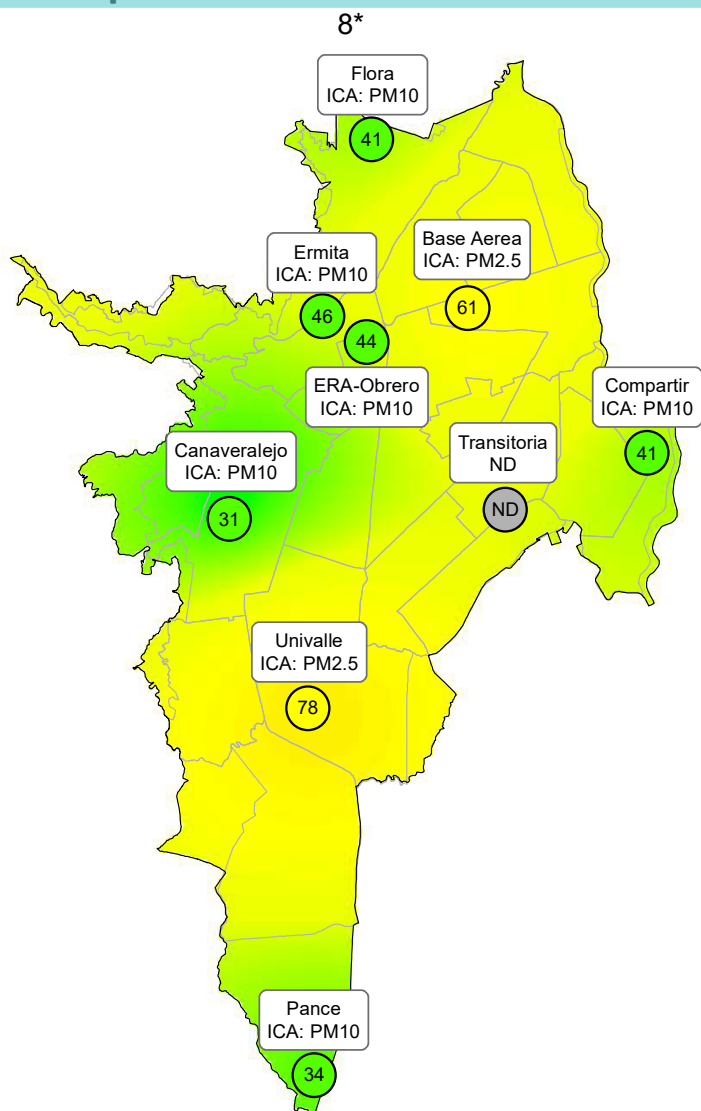 8*
Flora
ICA: PM10
41
Ermita
ICA: PM10
46
Base Aerea
ICA: PM2.5
61
44
ERA-Obrero
ICA: PM10
Compartir
ICA: PM10
41
Transitoria
ND
ND
Canaveralejo
ICA: PM10
31
Univalle
ICA: PM2.5
78
Pance
ICA: PM10
34